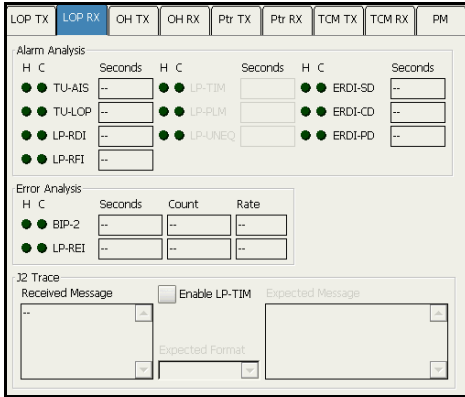 LOP TX LOP RX OH TX OH RX Ptr TX Ptr RX TCM TX TCM RX PM
Alarm Analysis
H C Seconds H C Seconds H C Seconds
TU-AIS -- LP-TIM ERDI-SD --
TU-LOP -- LP-PLM ERDI-CD --
LP-RDI -- LP-UNEQ ERDI-PD --
LP-RFI --
Error Analysis
H C Seconds Count Rate
BIP-2 -- -- --
LP-REI -- -- --
J2 Trace
Received Message Enable LP-TIM Expected Message
--
Expected Format